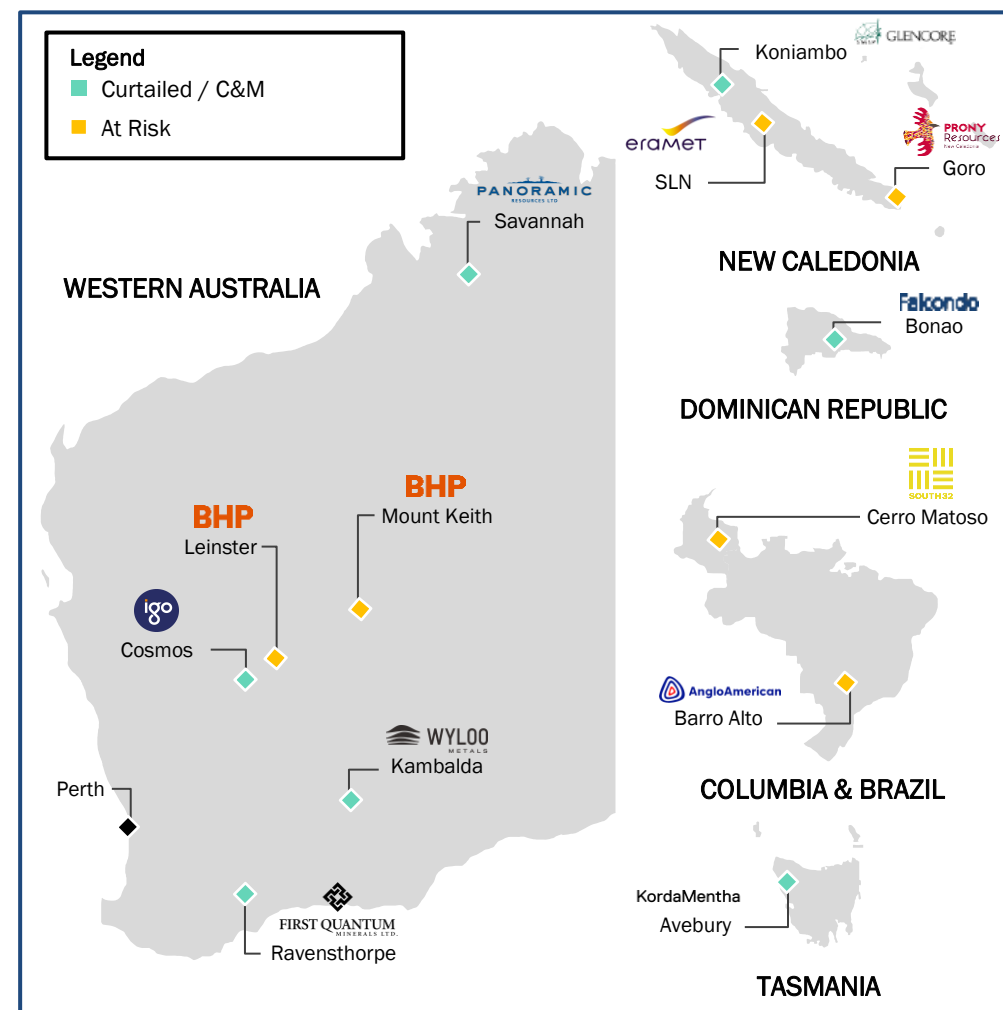 Legend
Curtailed / C&M
At Risk
GLENCORE
Koniambo
eramet
PRONY
Resources
New Caledonia
SLN
Goro
NEW CALEDONIA
PANORAMIC
RESOURCES LTD
Savannah
WESTERN AUSTRALIA
Falcondo
Bonao
DOMINICAN REPUBLIC
BHP
Mount Keith
BHP
Leinster
SOUTH32
Cerro Matoso
igo
Cosmos
AngloAmerican
Barro Alto
WYLOO
METALS
Kambalda
Perth
COLUMBIA & BRAZIL
KordaMentha
Avebury
FIRST QUANTUM
MINERALS LTD.
Ravensthorpe
TASMANIA